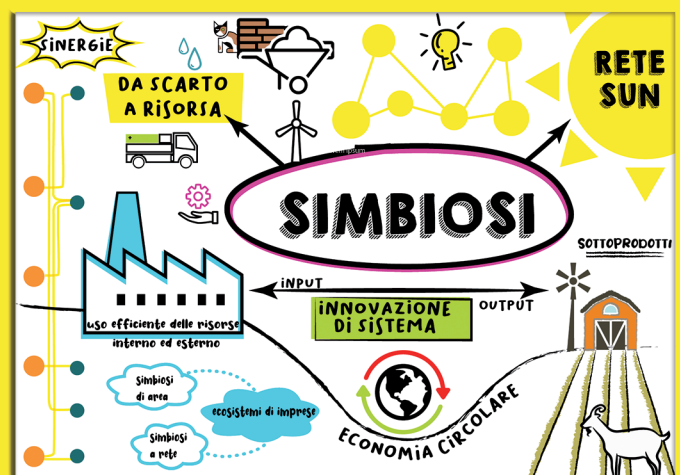 SiNERGiE
DA SCARTO
A RiSORSA
RETE
SUN
SIMBIOSI
SOTTOPRODOTTI
iNPUT
OUTPUT
iNNOVAZIONE
Di SiSTEMA
uso efficiente delle risorse
interno ed esterno
Simbiosi
di area
ecosistemi di imprese
Simbiosi
a rete
ECONOMiA CiRCOLARE